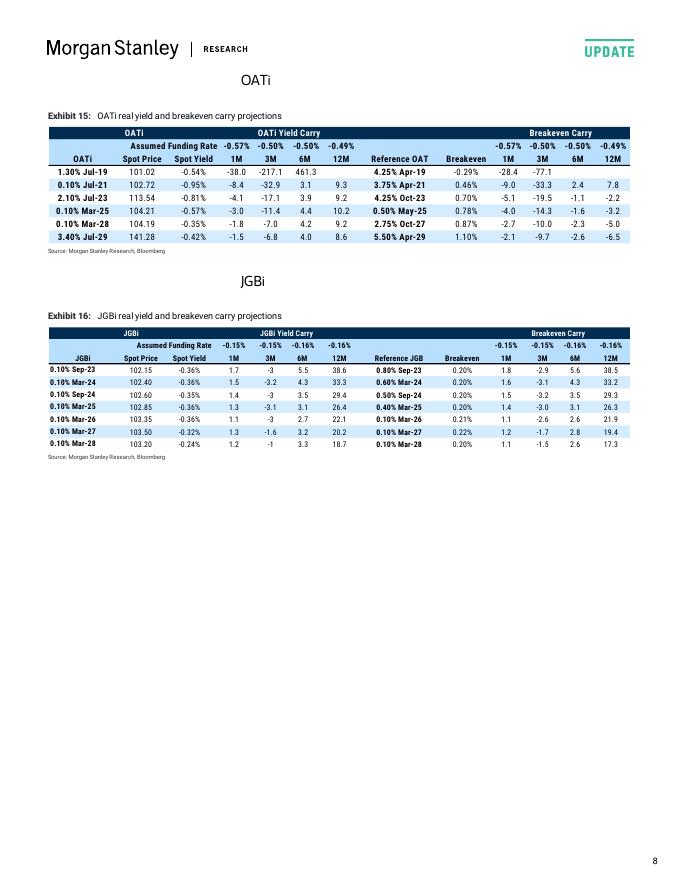 Morgan Stanley | RESEARCH
UPDATE
OATi
Exhibit 15: OATi real yield and breakeven carry projections
OATi OATi Yield Carry Breakeven Carry
Assumed Funding Rate -0.57% -0.50% -0.50% -0.49% -0.57% -0.50% -0.50% -0.49%
OATi Spot Price Spot Yield 1M 3M 6M 12M Reference OAT Breakeven 1M 3M 6M 12M
1.30% Jul-19 101.02 -0.54% -38.0 -217.1 461.3 4.25% Apr-19 -0.29% -28.4 -77.1
0.10% Jul-21 102.72 -0.95% -8.4 -32.9 3.1 9.3 3.75% Apr-21 0.46% -9.0 -33.3 2.4 7.8
2.10% Jul-23 113.54 -0.81% -4.1 -17.1 3.9 9.2 4.25% Oct-23 0.70% -5.1 -19.5 -1.1 -2.2
0.10% Mar-25 104.21 -0.57% -3.0 -11.4 4.4 10.2 0.50% May-25 0.78% -4.0 -14.3 -1.6 -3.2
0.10% Mar-28 104.19 -0.35% -1.8 -7.0 4.2 9.2 2.75% Oct-27 0.87% -2.7 -10.0 -2.3 -5.0
3.40% Jul-29 141.28 -0.42% -1.5 -6.8 4.0 8.6 5.50% Apr-29 1.10% -2.1 -9.7 -2.6 -6.5
Source: Morgan Stanley Research, Bloomberg
JGBi
Exhibit 16: JGBi real yield and breakeven carry projections
JGBi JGBi Yield Carry Breakeven Carry
Assumed Funding Rate -0.15% -0.15% -0.16% -0.16% -0.15% -0.15% -0.16% -0.16%
JGBi Spot Price Spot Yield 1M 3M 6M 12M Reference JGB Breakeven 1M 3M 6M 12M
0.10% Sep-23 102.15 -0.36% 1.7 -3 5.5 38.6 0.80% Sep-23 0.20% 1.8 -2.9 5.6 38.5
0.10% Mar-24 102.40 -0.36% 1.5 -3.2 4.3 33.3 0.60% Mar-24 0.20% 1.6 -3.1 4.3 33.2
0.10% Sep-24 102.60 -0.35% 1.4 -3 3.5 29.4 0.50% Sep-24 0.20% 1.5 -3.2 3.5 29.3
0.10% Mar-25 102.85 -0.36% 1.3 -3.1 3.1 26.4 0.40% Mar-25 0.20% 1.4 -3.0 3.1 26.3
0.10% Mar-26 103.35 -0.36% 1.1 -3 2.7 22.1 0.10% Mar-26 0.21% 1.1 -2.6 2.6 21.9
0.10% Mar-27 103.50 -0.32% 1.3 -1.6 3.2 20.2 0.10% Mar-27 0.22% 1.2 -1.7 2.8 19.4
0.10% Mar-28 103.20 -0.24% 1.2 -1 3.3 18.7 0.10% Mar-28 0.20% 1.1 -1.5 2.6 17.3
Source: Morgan Stanley Research, Bloomberg
8